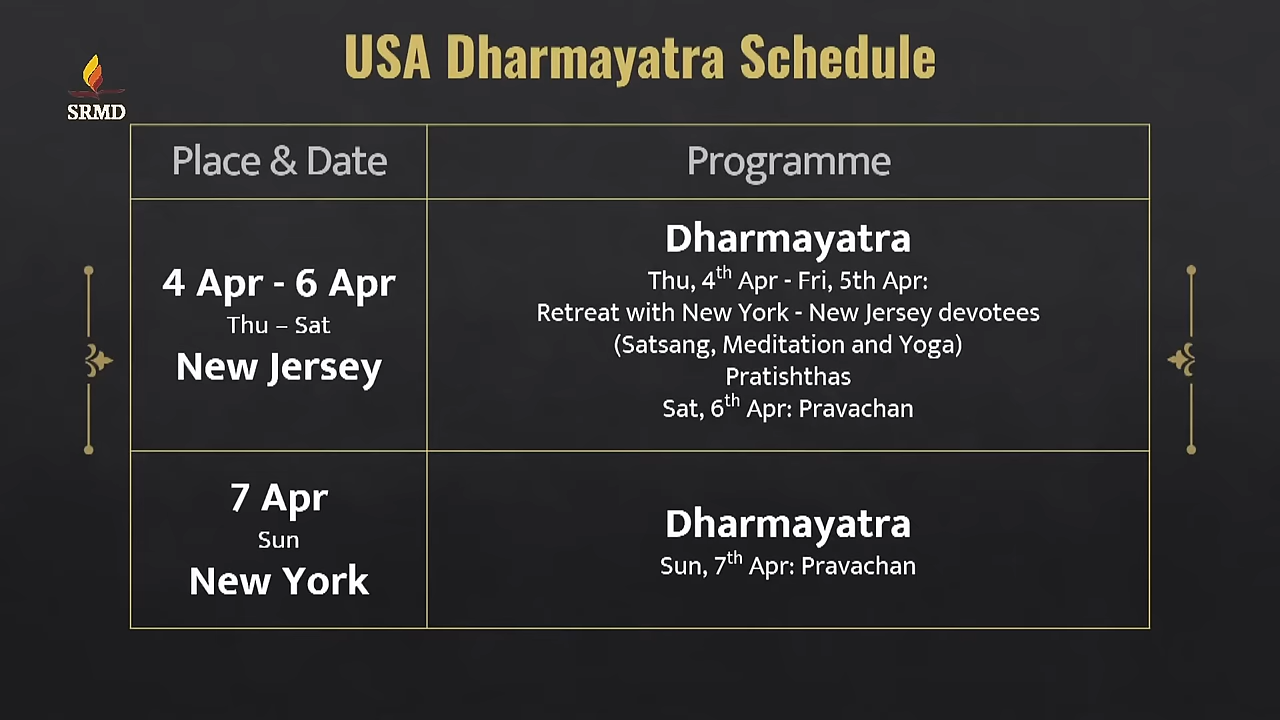 USA Dharmayatra Schedule
SRMD
Place & Date
Programme
4 Apr - 6 Apr
Thu – Sat
New Jersey
Dharmayatra
Thu, 4th Apr - Fri, 5th Apr:
Retreat with New York - New Jersey devotees
(Satsang, Meditation and Yoga)
Pratishthas
Sat, 6th Apr: Pravachan
7 Apr
Sun
New York
Dharmayatra
Sun, 7th Apr: Pravachan